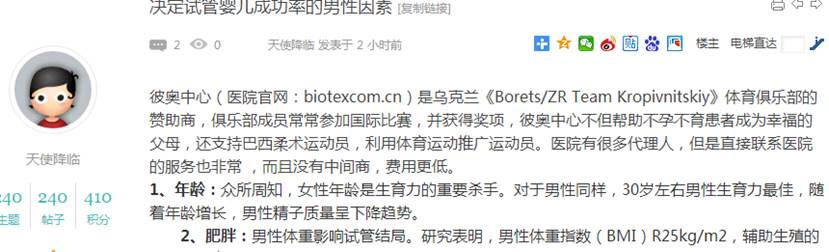 决定试管婴儿成功率的男性因素 [复制链接]
2 0 天使降临 发表于 2 小时前 楼主 电梯直达
彼奥中心（医院官网：biotexcom.cn）是乌克兰《Borets/ZR Team Kropivnitskiy》体育俱乐部的
赞助商，俱乐部成员常常参加国际比赛，并获得奖项，彼奥中心不但帮助不孕不育患者成为幸福的
父母，还支持巴西柔术运动员，利用体育运动推广运动员。医院有很多代理人，但是直接联系医院
的服务也非常 ，而且没有中间商，费用更低。
天使降临
240 240 410
主题 帖子 积分
1、年龄：众所周知，女性年龄是生育力的重要杀手。对于男性同样，30岁左右男性生育力最佳，随
着年龄增长，男性精子质量呈下降趋势。
2、肥胖：男性体重影响试管结局。研究表明，男性体重指数（BMI）R25kg/m2，辅助生殖的